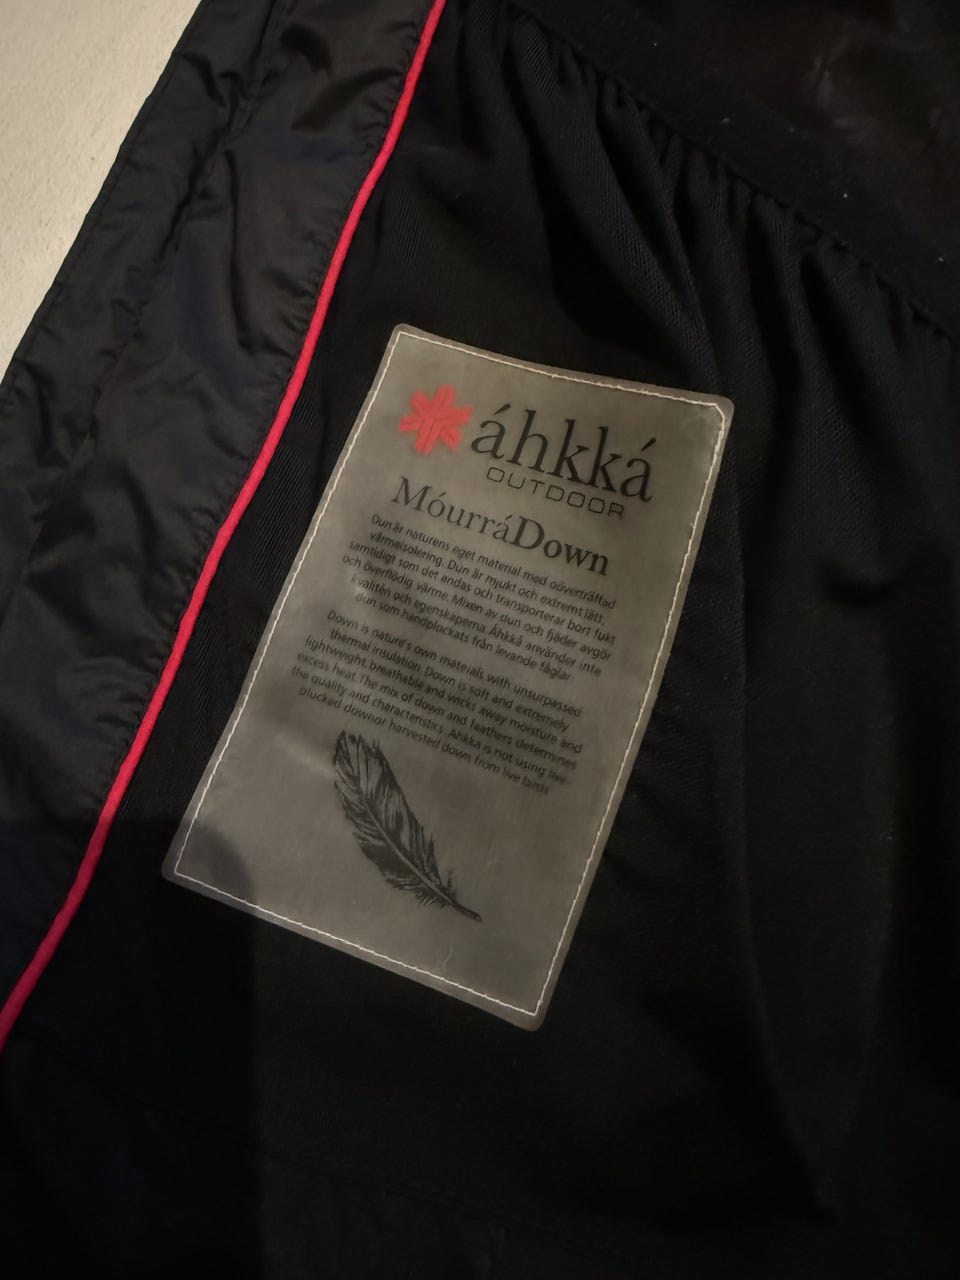 áhkká
OUTDOOR
MóurráDown
Dun är naturens eget material med oöverträffad
värmeisolering. Dun är mjukt och extremt lätt,
samtidigt som det andas och transporterar bort fukt
och överflödig värme. Mixen av dun och fjäder avgör
kvalitén och egenskaperna. Áhkká använder inte
dun som handplockats från levande fåglar.
Down is nature's own materials with unsurpassed
thermal insulation. Down is soft and extremely
lightweight, breathable and wicks away moisture and
excess heat. The mix of down and feathers determines
the quality and characteristics. Áhkká is not using live-
plucked downor harvested down from live birds